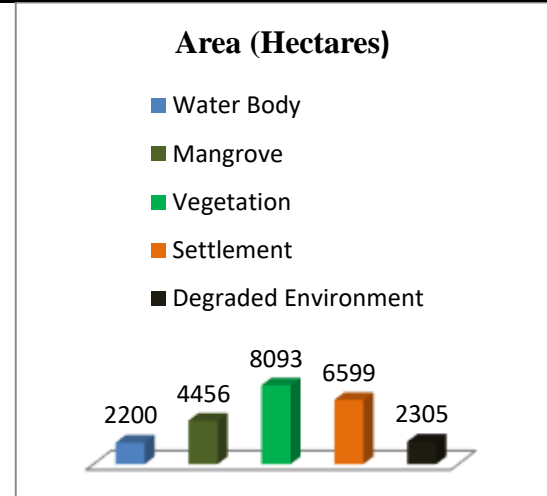 Area (Hectares)
Water Body
Mangrove
Vegetation
Settlement
Degraded Environment
2200
4456
8093
6599
2305